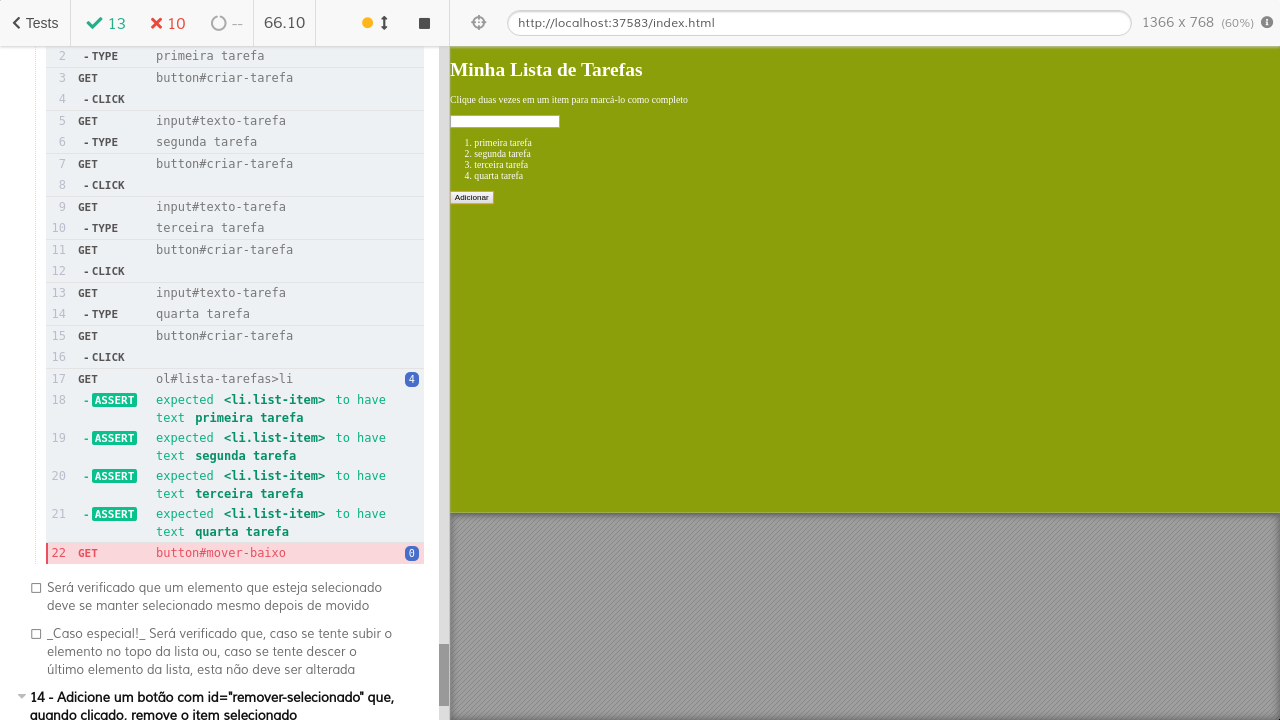 Tests
13
10
--
66.10
http://localhost:37583/index.html
1366 x 768 (60%)
2 - TYPE primeira tarefa
3 GET button#criar-tarefa
4 - CLICK
5 GET input#texto-tarefa
6 - TYPE segunda tarefa
7 GET button#criar-tarefa
8 - CLICK
9 GET input#texto-tarefa
10 - TYPE terceira tarefa
11 GET button#criar-tarefa
12 - CLICK
13 GET input#texto-tarefa
14 - TYPE quarta tarefa
15 GET button#criar-tarefa
16 - CLICK
17 GET ol#lista-tarefas>li 4
18 - ASSERT expected <li.list-item> to have
text primeira tarefa
19 - ASSERT expected <li.list-item> to have
text segunda tarefa
20 - ASSERT expected <li.list-item> to have
text terceira tarefa
21 - ASSERT expected <li.list-item> to have
text quarta tarefa
22 GET button#mover-baixo 0
Será verificado que um elemento que esteja selecionado
deve se manter selecionado mesmo depois de movido
_Caso especial!_ Será verificado que, caso se tente subir o
elemento no topo da lista ou, caso se tente descer o
último elemento da lista, esta não deve ser alterada
14 - Adicione um botão com id="remover-selecionado" que,
quando clicado, remove o item selecionado
Minha Lista de Tarefas
Clique duas vezes em um item para marcá-lo como completo
1. primeira tarefa
2. segunda tarefa
3. terceira tarefa
4. quarta tarefa
Adicionar